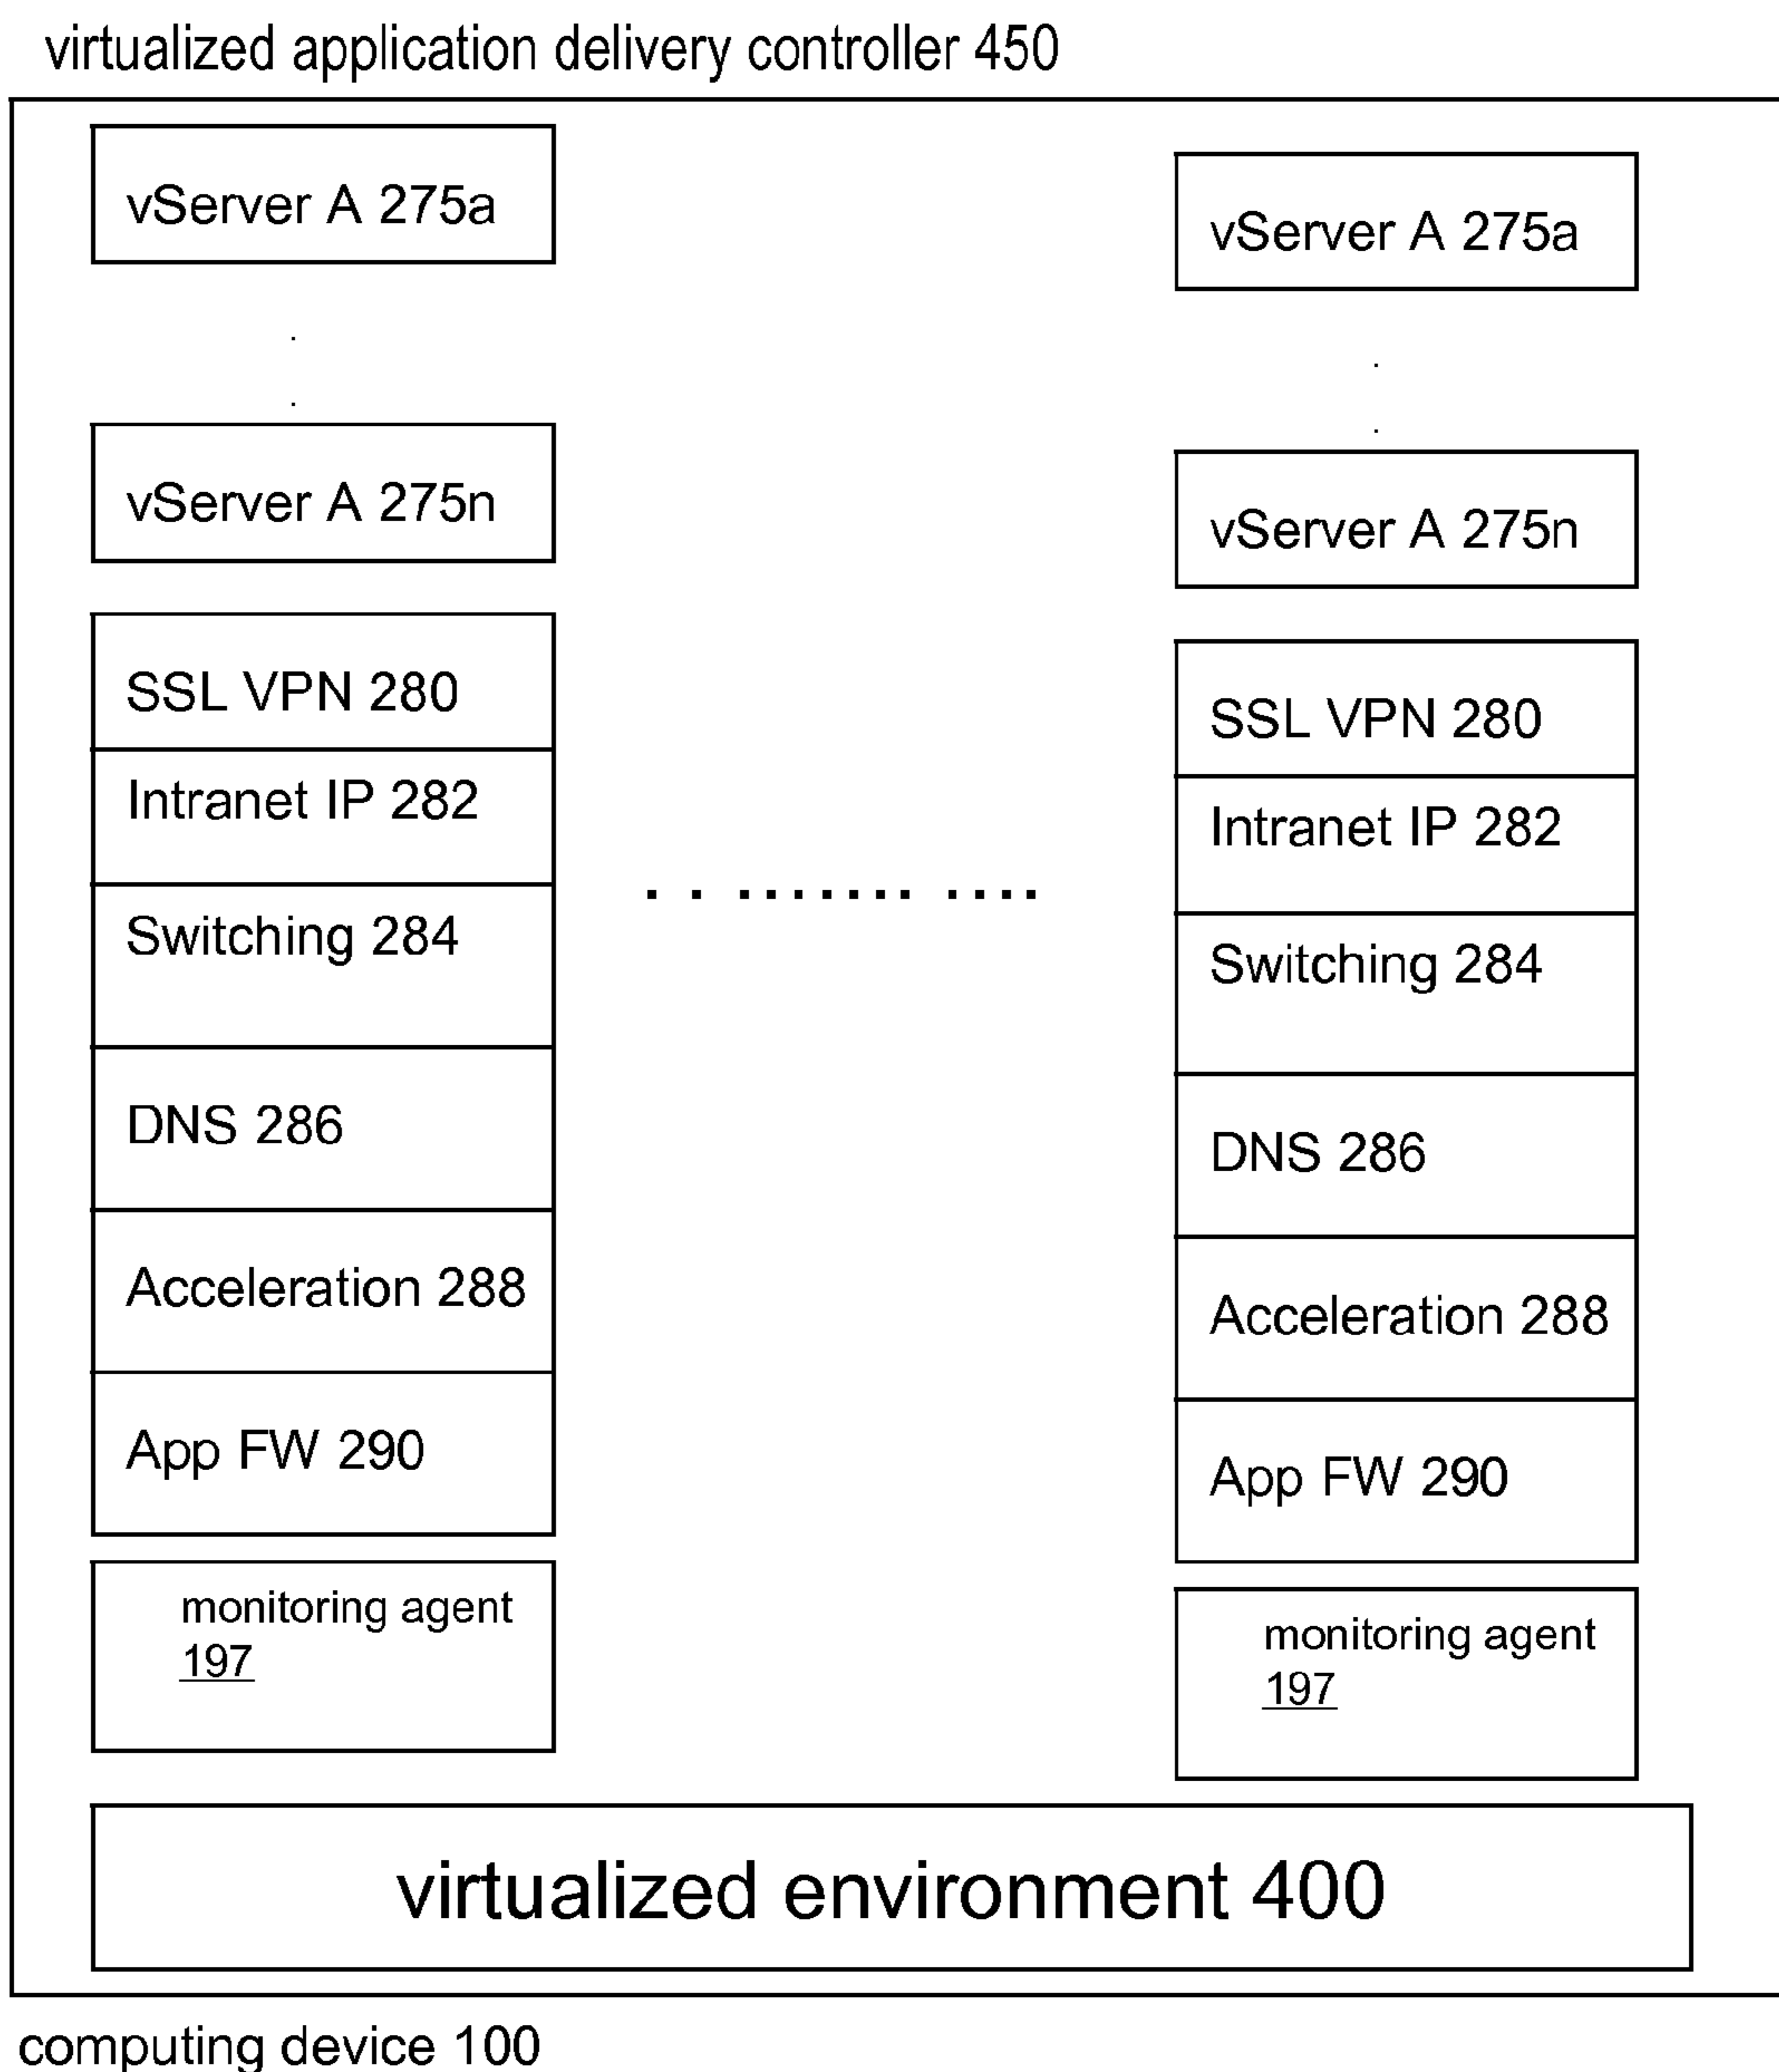 virtualized application delivery controller 450
vServer A 275a
vServer A 275n
SSL VPN 280
Intranet IP 282
Switching 284
DNS 286
Acceleration 288
App FW 290
monitoring agent
197
vServer A 275a
vServer A 275n
SSL VPN 280
Intranet IP 282
Switching 284
DNS 286
Acceleration 288
App FW 290
monitoring agent
197
virtualized environment 400
computing device 100